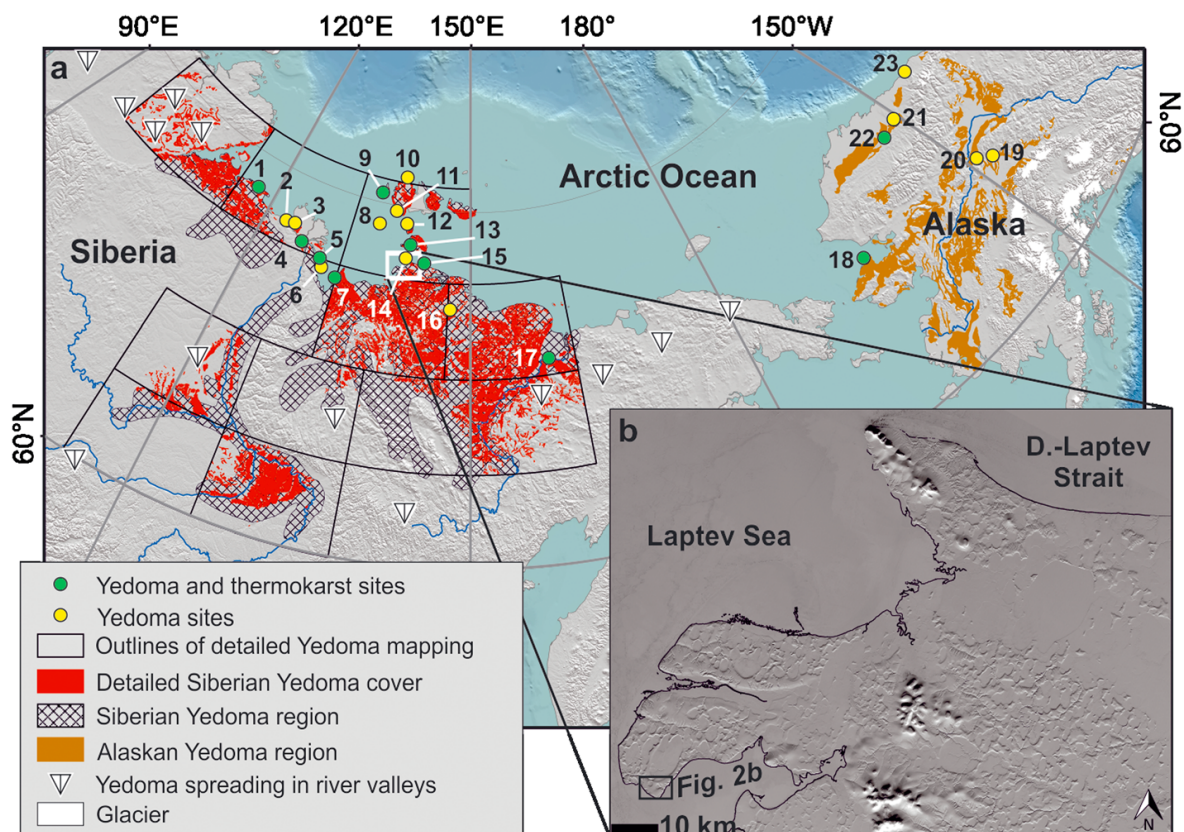 90°E 120°E 150°E 180° 150°W
a
23
60°N
21
22
9 10
11
20 19
1
Arctic Ocean
2
3
8
12
Alaska
Siberia
13
5
4
15
18
6
7
14
16
17
60°N
b
D.-Laptev
Strait
Laptev Sea
Yedoma and thermokarst sites
Yedoma sites
Outlines of detailed Yedoma mapping
Detailed Siberian Yedoma cover
Siberian Yedoma region
Alaskan Yedoma region
Yedoma spreading in river valleys
Glacier
Fig. 2b
10 km
N